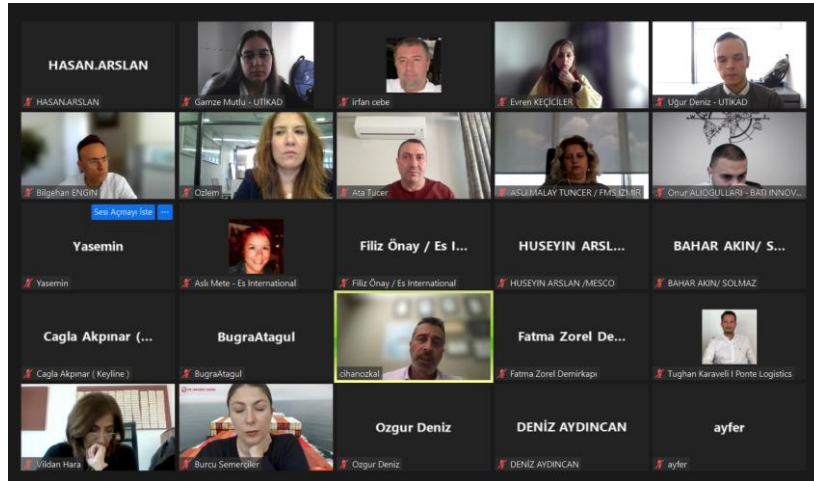 HASAN.ARSLAN
HASAN.ARSLAN
Gamze Mutlu - UTİKAD
irfan cebe
Evren KEÇİCİLER
Uğur Deniz - UTİKAD
Bilgehan ENGİN
Ozlem
Ata Tucer
ASLI MALAY TUNCER / FMS İZMİR
Onur ALIOGULLARI - BATI INNOV...
Sesi Açmayı İste ...
Yasemin
Filiz Önay / Es I...
HUSEYIN ARSL...
BAHAR AKIN/ S...
Yasemin
Aslı Mete - Es International
Filiz Önay / Es International
HUSEYIN ARSLAN /MESCO
BAHAR AKIN/ SOLMAZ
Cagla Akpınar (...
BugraAtagul
Fatma Zorel De...
Cagla Akpınar ( Keyline )
BugraAtagul
cihanozkal
Fatma Zorel Demirkapı
Tughan Karaveli I Ponte Logistics
Ozgur Deniz
DENİZ AYDINCAN
ayfer
Vildan Hara
Burcu Semerçiler
Ozgur Deniz
DENİZ AYDINCAN
ayfer